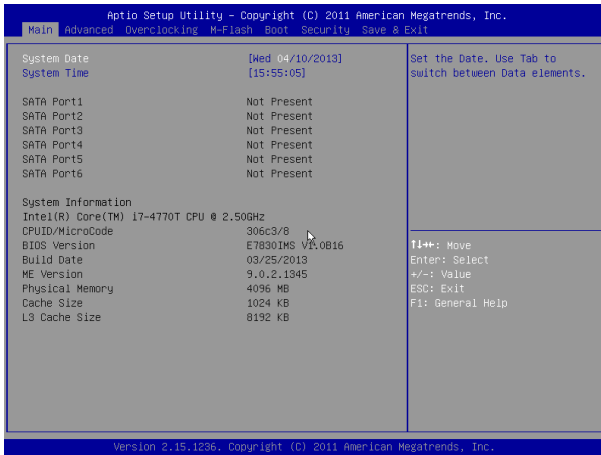 Aptio Setup Utility – Copyright (C) 2011 American Megatrends, Inc.
Main Advanced Overclocking M-Flash Boot Security Save & Exit
System Date [Wed 04/10/2013]
System Time [15:55:05]
SATA Port1 Not Present
SATA Port2 Not Present
SATA Port3 Not Present
SATA Port4 Not Present
SATA Port5 Not Present
SATA Port6 Not Present
System Information
Intel(R) Core(TM) i7-4770T CPU @ 2.50GHz
CPUID/MicroCode 306c3/8
BIOS Version E7830IMS V1.0B16
Build Date 03/25/2013
ME Version 9.0.2.1345
Physical Memory 4096 MB
Cache Size 1024 KB
L3 Cache Size 8192 KB
Set the Date. Use Tab to
switch between Data elements.
↑↓→←: Move
Enter: Select
+/-: Value
ESC: Exit
F1: General Help
Version 2.15.1236. Copyright (C) 2011 American Megatrends, Inc.